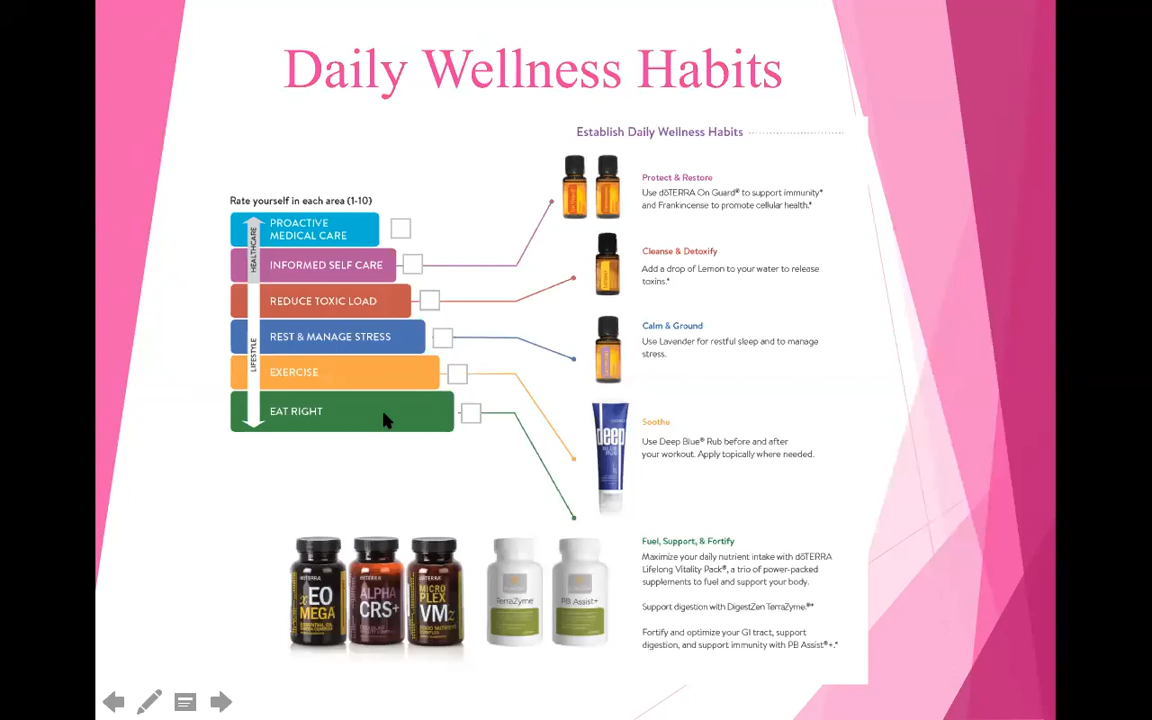 Daily Wellness Habits
Establish Daily Wellness Habits
Rate yourself in each area (1-10)
HEALTHCARE
LIFESTYLE
PROACTIVE
MEDICAL CARE
INFORMED SELF CARE
REDUCE TOXIC LOAD
REST & MANAGE STRESS
EXERCISE
EAT RIGHT
Protect & Restore
Use dōTERRA On Guard® to support immunity*
and Frankincense to promote cellular health.*
Cleanse & Detoxify
Add a drop of Lemon to your water to release
toxins.*
Calm & Ground
Use Lavender for restful sleep and to manage
stress.
deep
Soothe
Use Deep Blue® Rub before and after
your workout. Apply topically where needed.
Fuel, Support, & Fortify
Maximize your daily nutrient intake with dōTERRA
Lifelong Vitality Pack®, a trio of power-packed
supplements to fuel and support your body.
Support digestion with DigestZen TerraZyme.®*
Fortify and optimize your GI tract, support
digestion, and support immunity with PB Assist®+.*
xEO
MEGA
ALPHA
CRS+
MICRO
PLEX
VMz
TerraZyme
PB Assist+